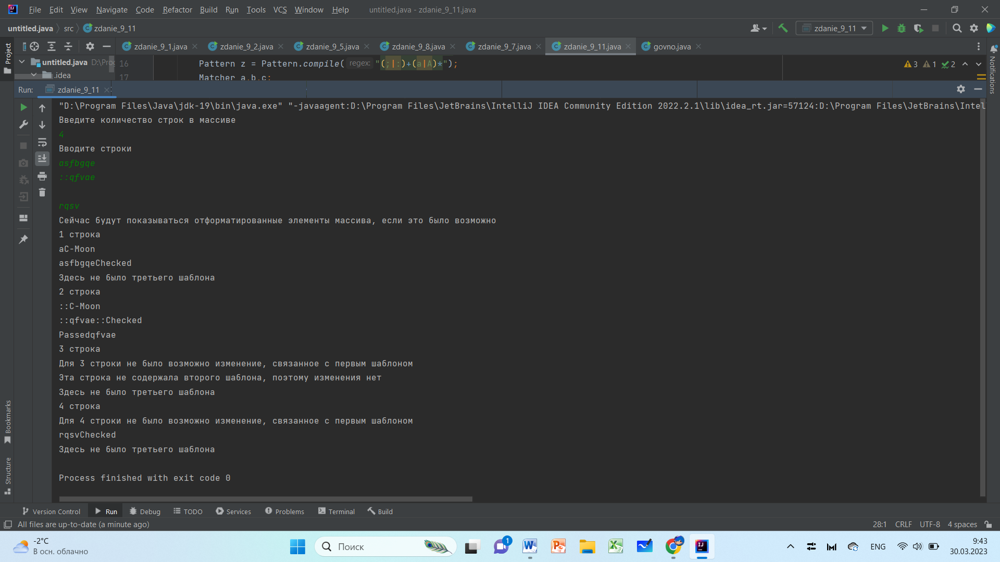 File Edit View Navigate Code Refactor Build Run Tools VCS Window Help untitled.java - zdanie_9_11.java
untitled.java src zdanie_9_11 zdanie_9_11
Project zdanie_9_1.java zdanie_9_2.java zdanie_9_5.java zdanie_9_8.java zdanie_9_7.java zdanie_9_11.java govno.java
untitled.java D:\Prog 16 Pattern z = Pattern.compile( regex: "(;|:)+(a|A)*"); 3 1 2
.idea 17 Matcher a,b,c;
Notifications
Run: zdanie_9_11
"D:\Program Files\Java\jdk-19\bin\java.exe" "-javaagent:D:\Program Files\JetBrains\IntelliJ IDEA Community Edition 2022.2.1\lib\idea_rt.jar=57124:D:\Program Files\JetBrains\Intel
Введите количество строк в массиве
4
Вводите строки
asfbgqe
::qfvae
rqsv
Сейчас будут показываться отформатированные элементы массива, если это было возможно
1 строка
aC-Moon
asfbgqeChecked
Здесь не было третьего шаблона
2 строка
::C-Moon
::qfvae::Checked
Passedqfvae
3 строка
Для 3 строки не было возможно изменение, связанное с первым шаблоном
Эта строка не содержала второго шаблона, поэтому изменения нет
Здесь не было третьего шаблона
4 строка
Для 4 строки не было возможно изменение, связанное с первым шаблоном
rqsvChecked
Здесь не было третьего шаблона
Process finished with exit code 0
Bookmarks
Structure
Version Control Run Debug TODO Services Problems Terminal Build
All files are up-to-date (a minute ago) 28:1 CRLF UTF-8 4 spaces
-2°C
В осн. облачно
Поиск
1
ENG
9:43
30.03.2023